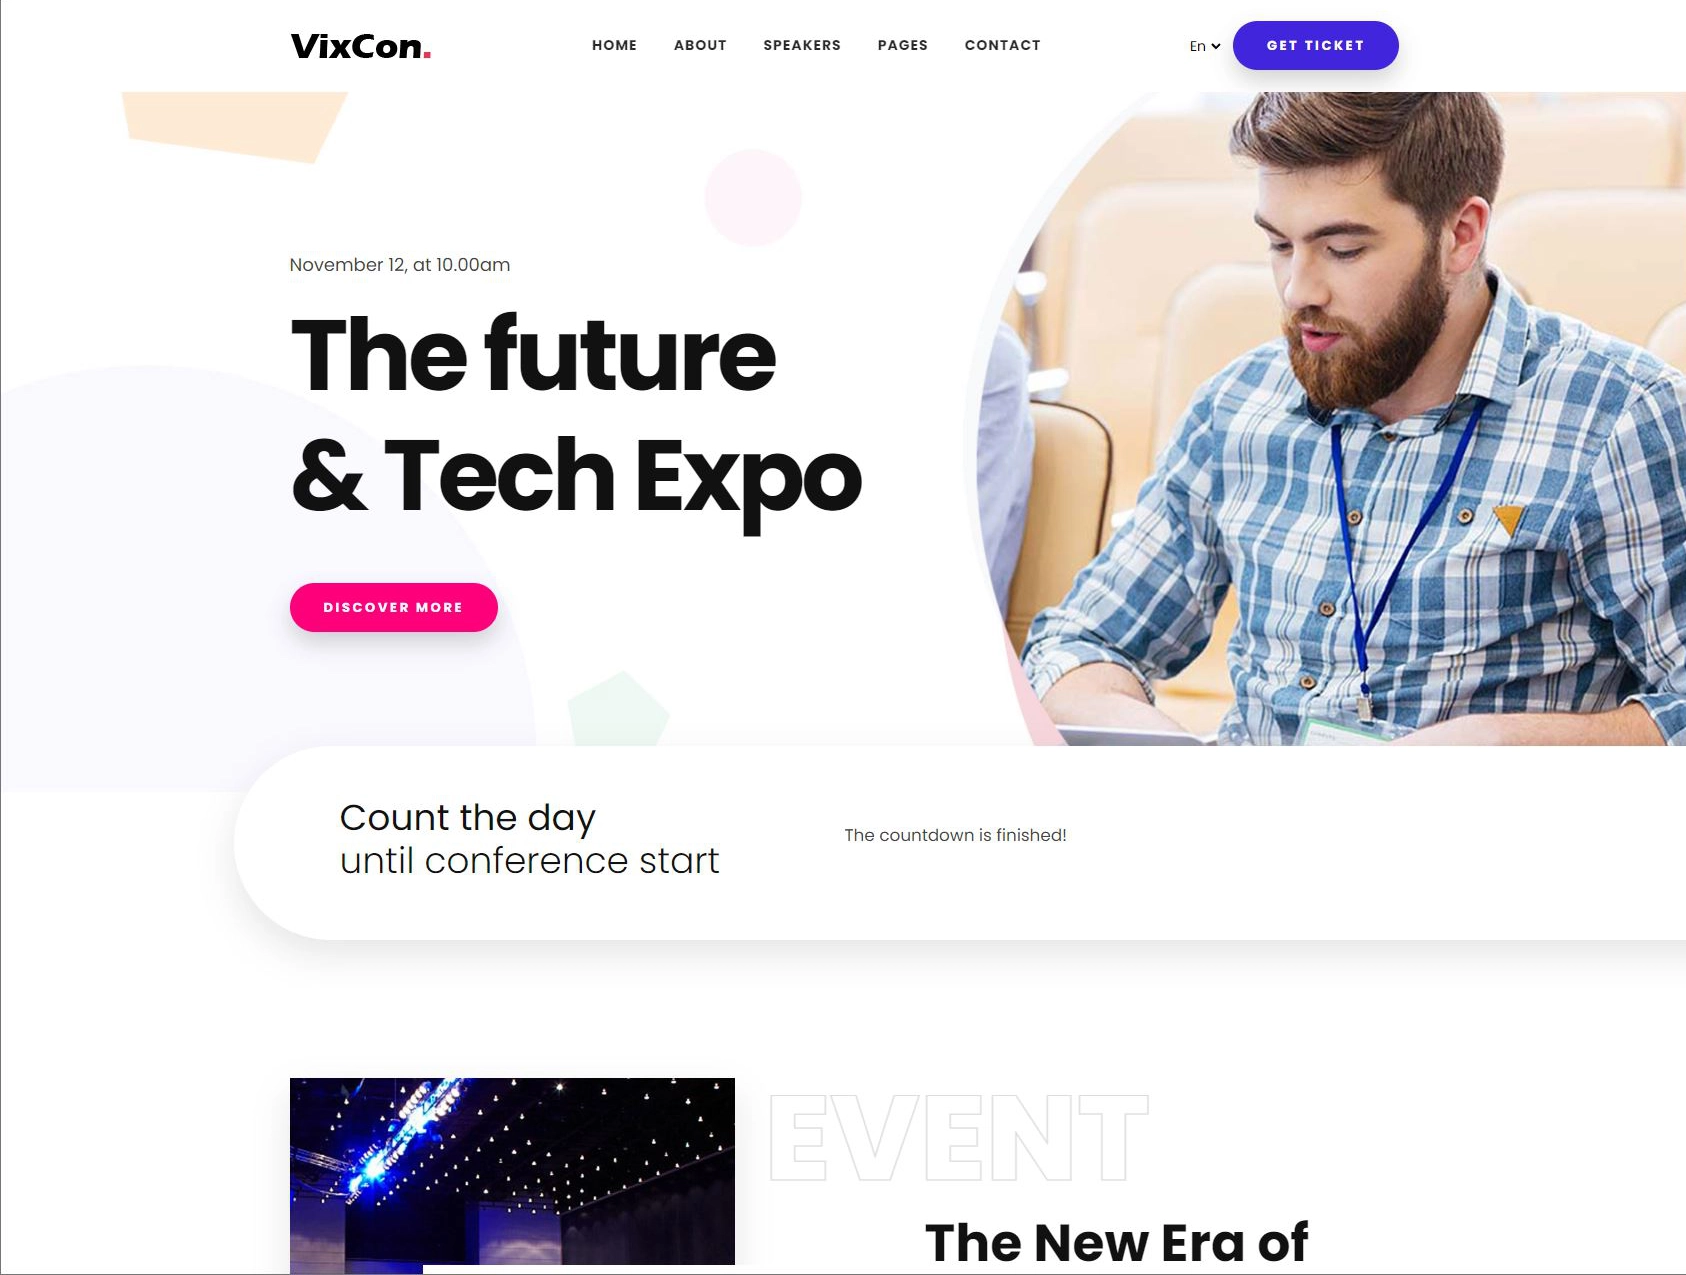 VixCon.
HOME ABOUT SPEAKERS PAGES CONTACT
En
GET TICKET
November 12, at 10.00am
The future
& Tech Expo
DISCOVER MORE
Count the day
until conference start
The countdown is finished!
EVENT
The New Era of